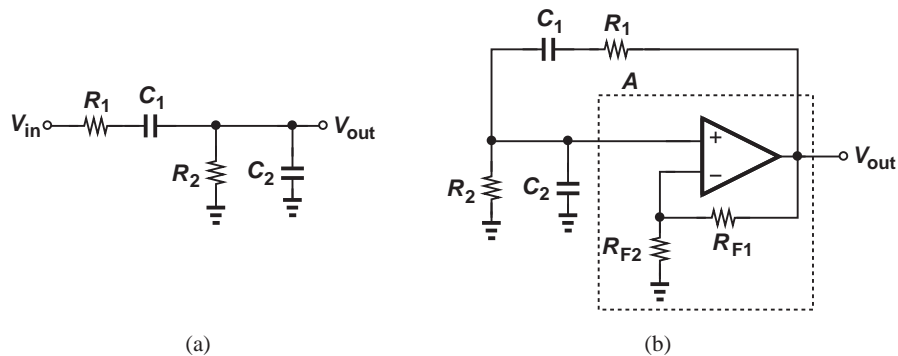 V_in
R_1
C_1
R_2
C_2
V_out
(a)
C_1
R_1
A
R_2
C_2
+
−
R_F1
R_F2
V_out
(b)